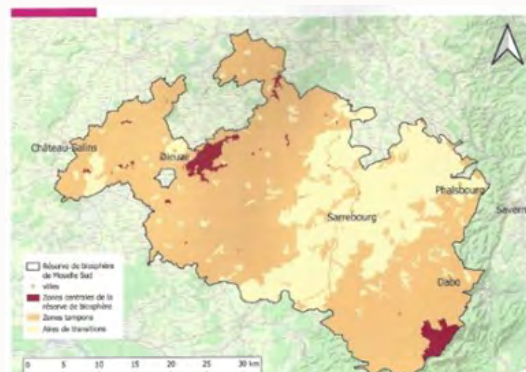 Château-Salins
Dieuze
Phalsbourg
Saverne
Sarrebourg
Dabo
Réserve de biosphère
de Moselle Sud
villes
Zones centrales de la
réserve de biosphère
Zones tampons
Aires de transitions
0 5 10 15 20 25 30 km